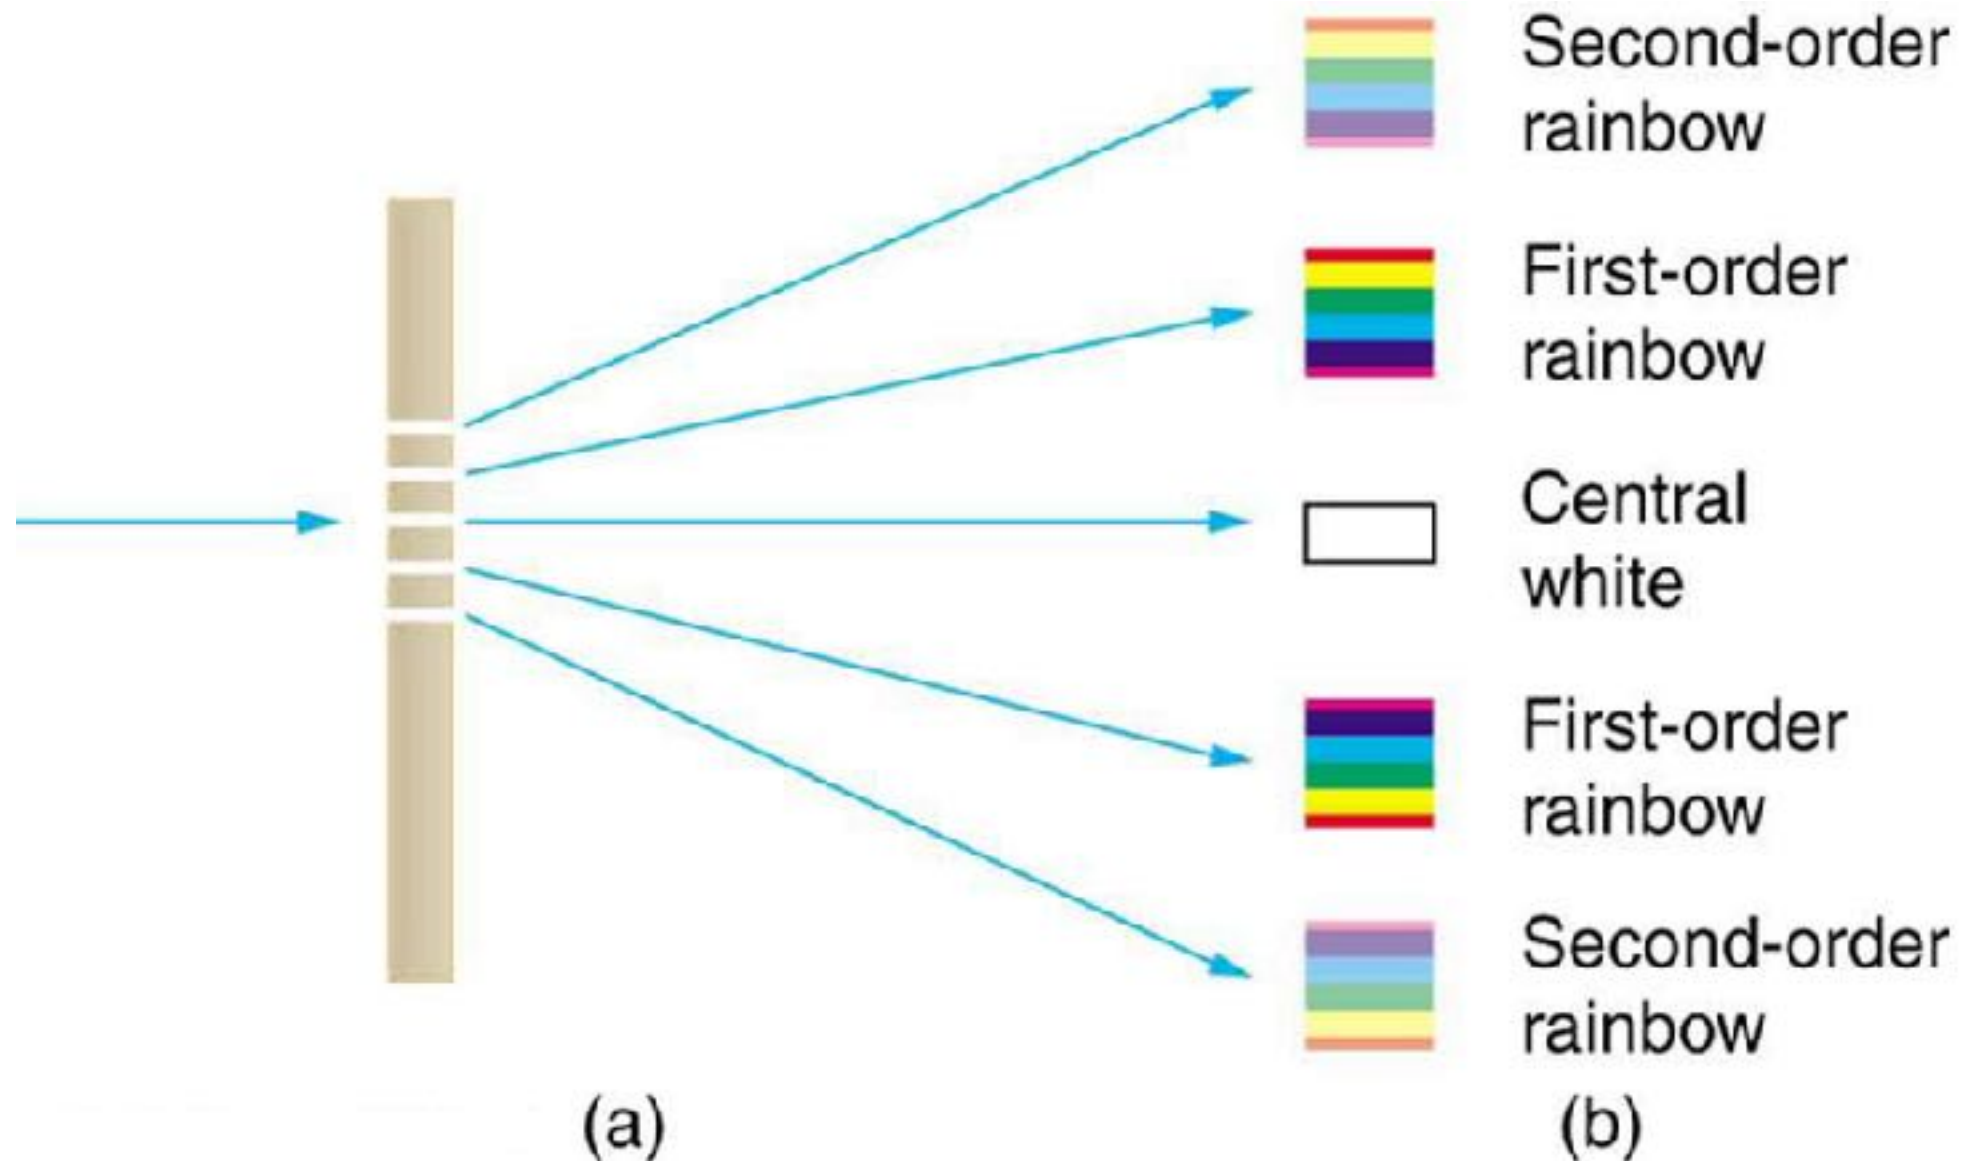 Second-order
rainbow
First-order
rainbow
Central
white
First-order
rainbow
Second-order
rainbow
(a)
(b)